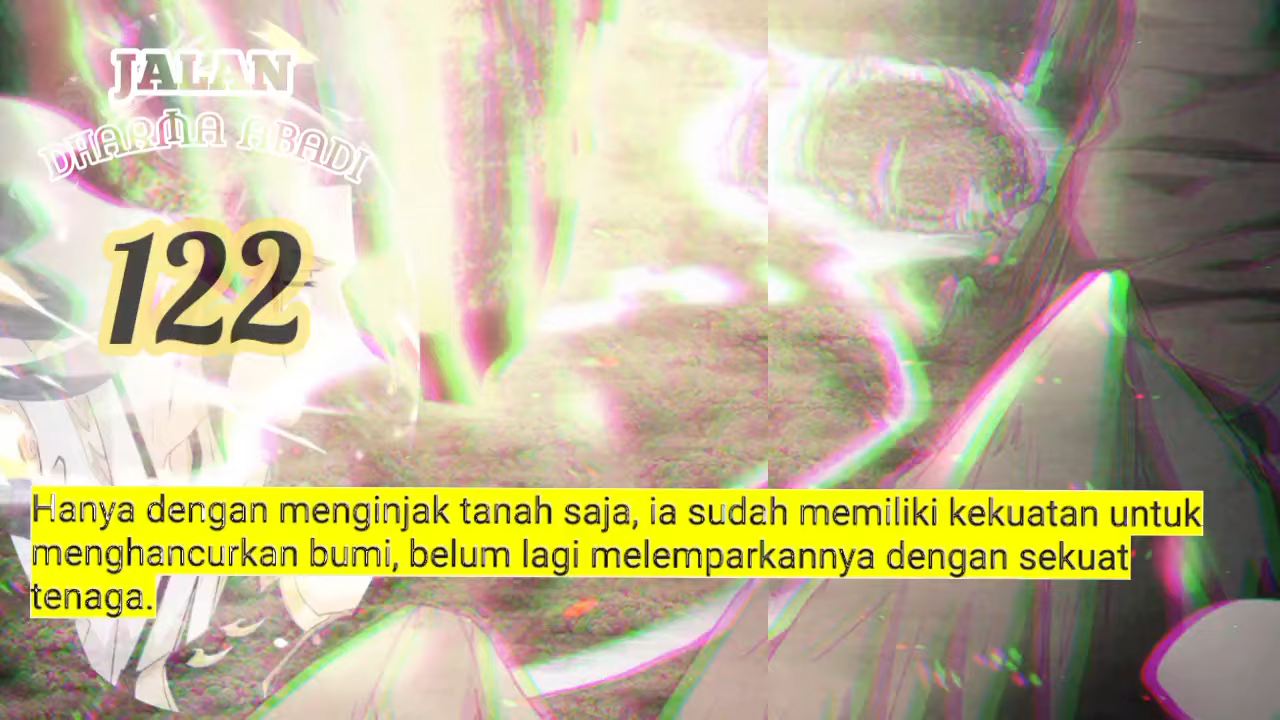 JALAN
DHARMA ABADI
122
Hanya dengan menginjak tanah saja, ia sudah memiliki kekuatan untuk
menghancurkan bumi, belum lagi melemparkannya dengan sekuat
tenaga.